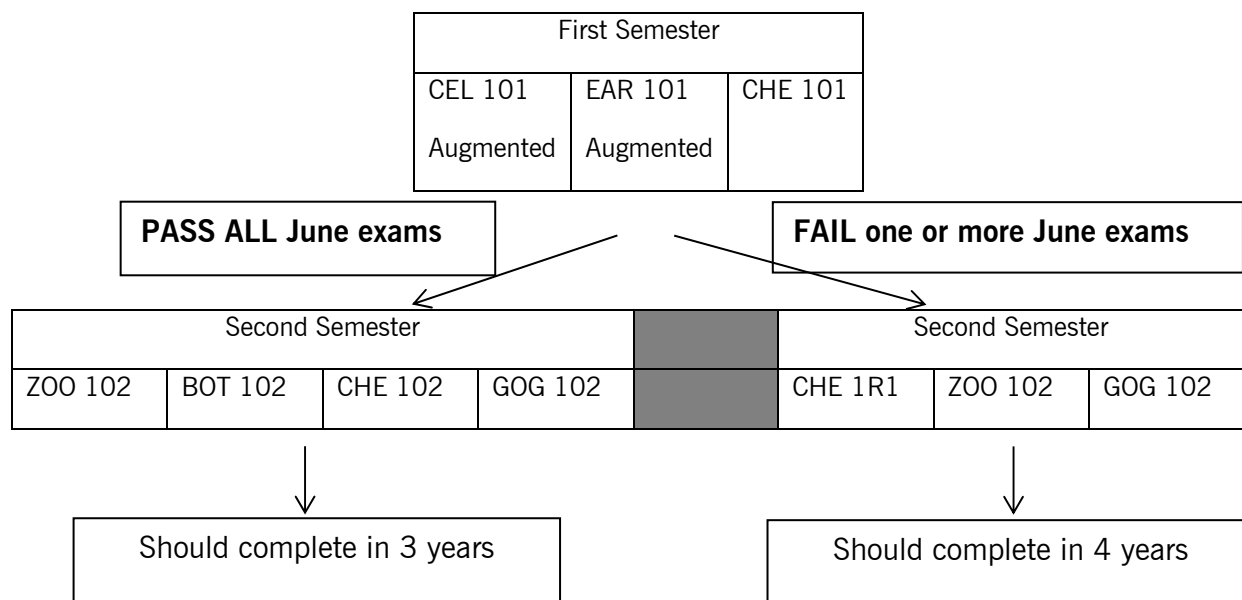 First Semester
CEL 101
Augmented
EAR 101
Augmented
CHE 101
PASS ALL June exams
FAIL one or more June exams
Second Semester
ZOO 102
BOT 102
CHE 102
GOG 102
Second Semester
CHE 1R1
ZOO 102
GOG 102
Should complete in 3 years
Should complete in 4 years